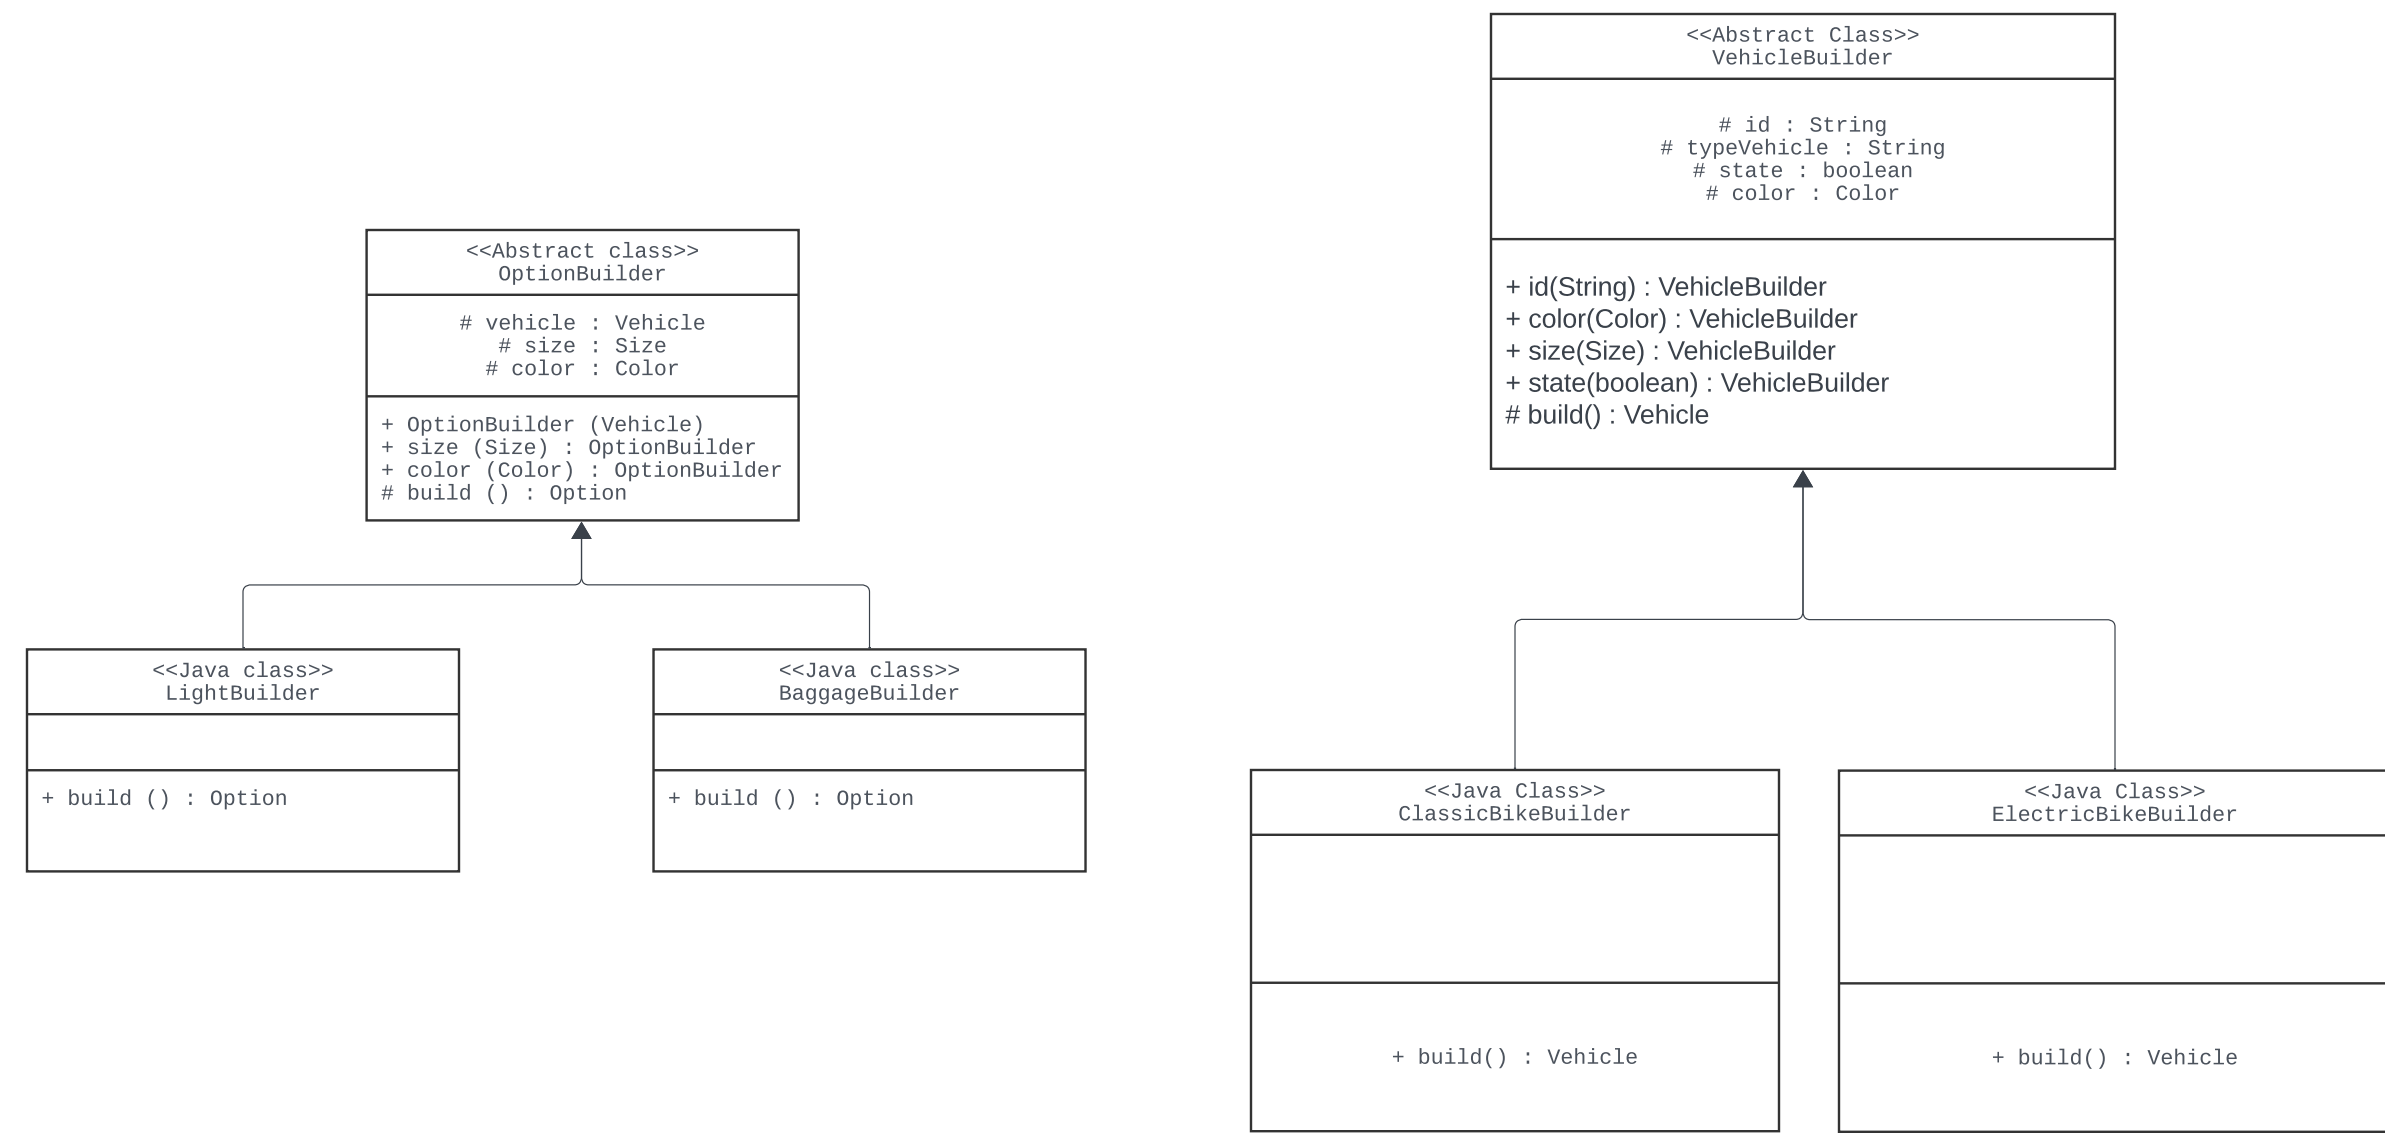 <<Abstract Class>>
VehicleBuilder
# id : String
# typeVehicle : String
# state : boolean
# color : Color
+ id(String) : VehicleBuilder
+ color(Color) : VehicleBuilder
+ size(Size) : VehicleBuilder
+ state(boolean) : VehicleBuilder
# build() : Vehicle
<<Abstract class>>
OptionBuilder
# vehicle : Vehicle
# size : Size
# color : Color
+ OptionBuilder (Vehicle)
+ size (Size) : OptionBuilder
+ color (Color) : OptionBuilder
# build () : Option
<<Java class>>
LightBuilder
+ build () : Option
<<Java class>>
BaggageBuilder
+ build () : Option
<<Java Class>>
ClassicBikeBuilder
+ build() : Vehicle
<<Java Class>>
ElectricBikeBuilder
+ build() : Vehicle